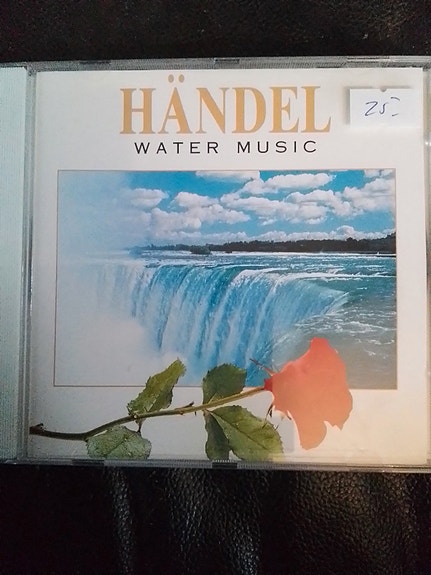 HÄNDEL
25-
WATER MUSIC